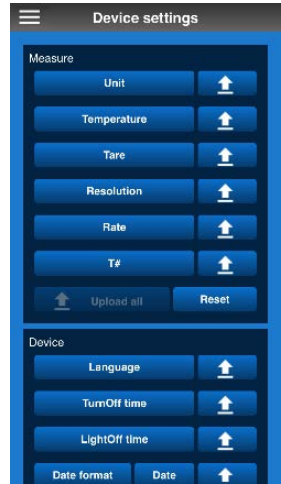 Device settings
Measure
Unit
Temperature
Tare
Resolution
Rate
T#
Upload all Reset
Device
Language
TurnOff time
LightOff time
Date format Date